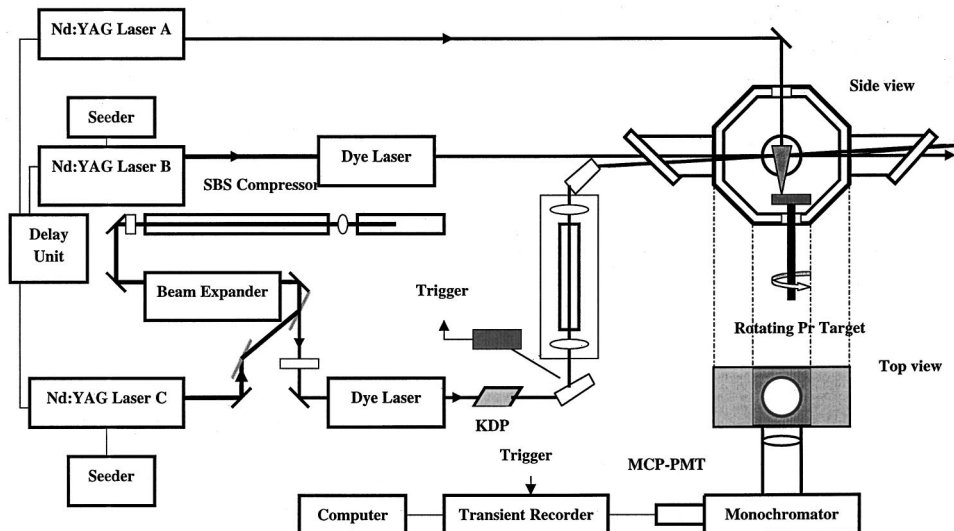 Nd:YAG Laser A
Side view
Seeder
Nd:YAG Laser B
Dye Laser
SBS Compressor
Delay
Unit
Beam Expander
Trigger
Rotating Pr Target
Top view
Nd:YAG Laser C
Dye Laser
KDP
Trigger
MCP-PMT
Seeder
Computer
Transient Recorder
Monochromator